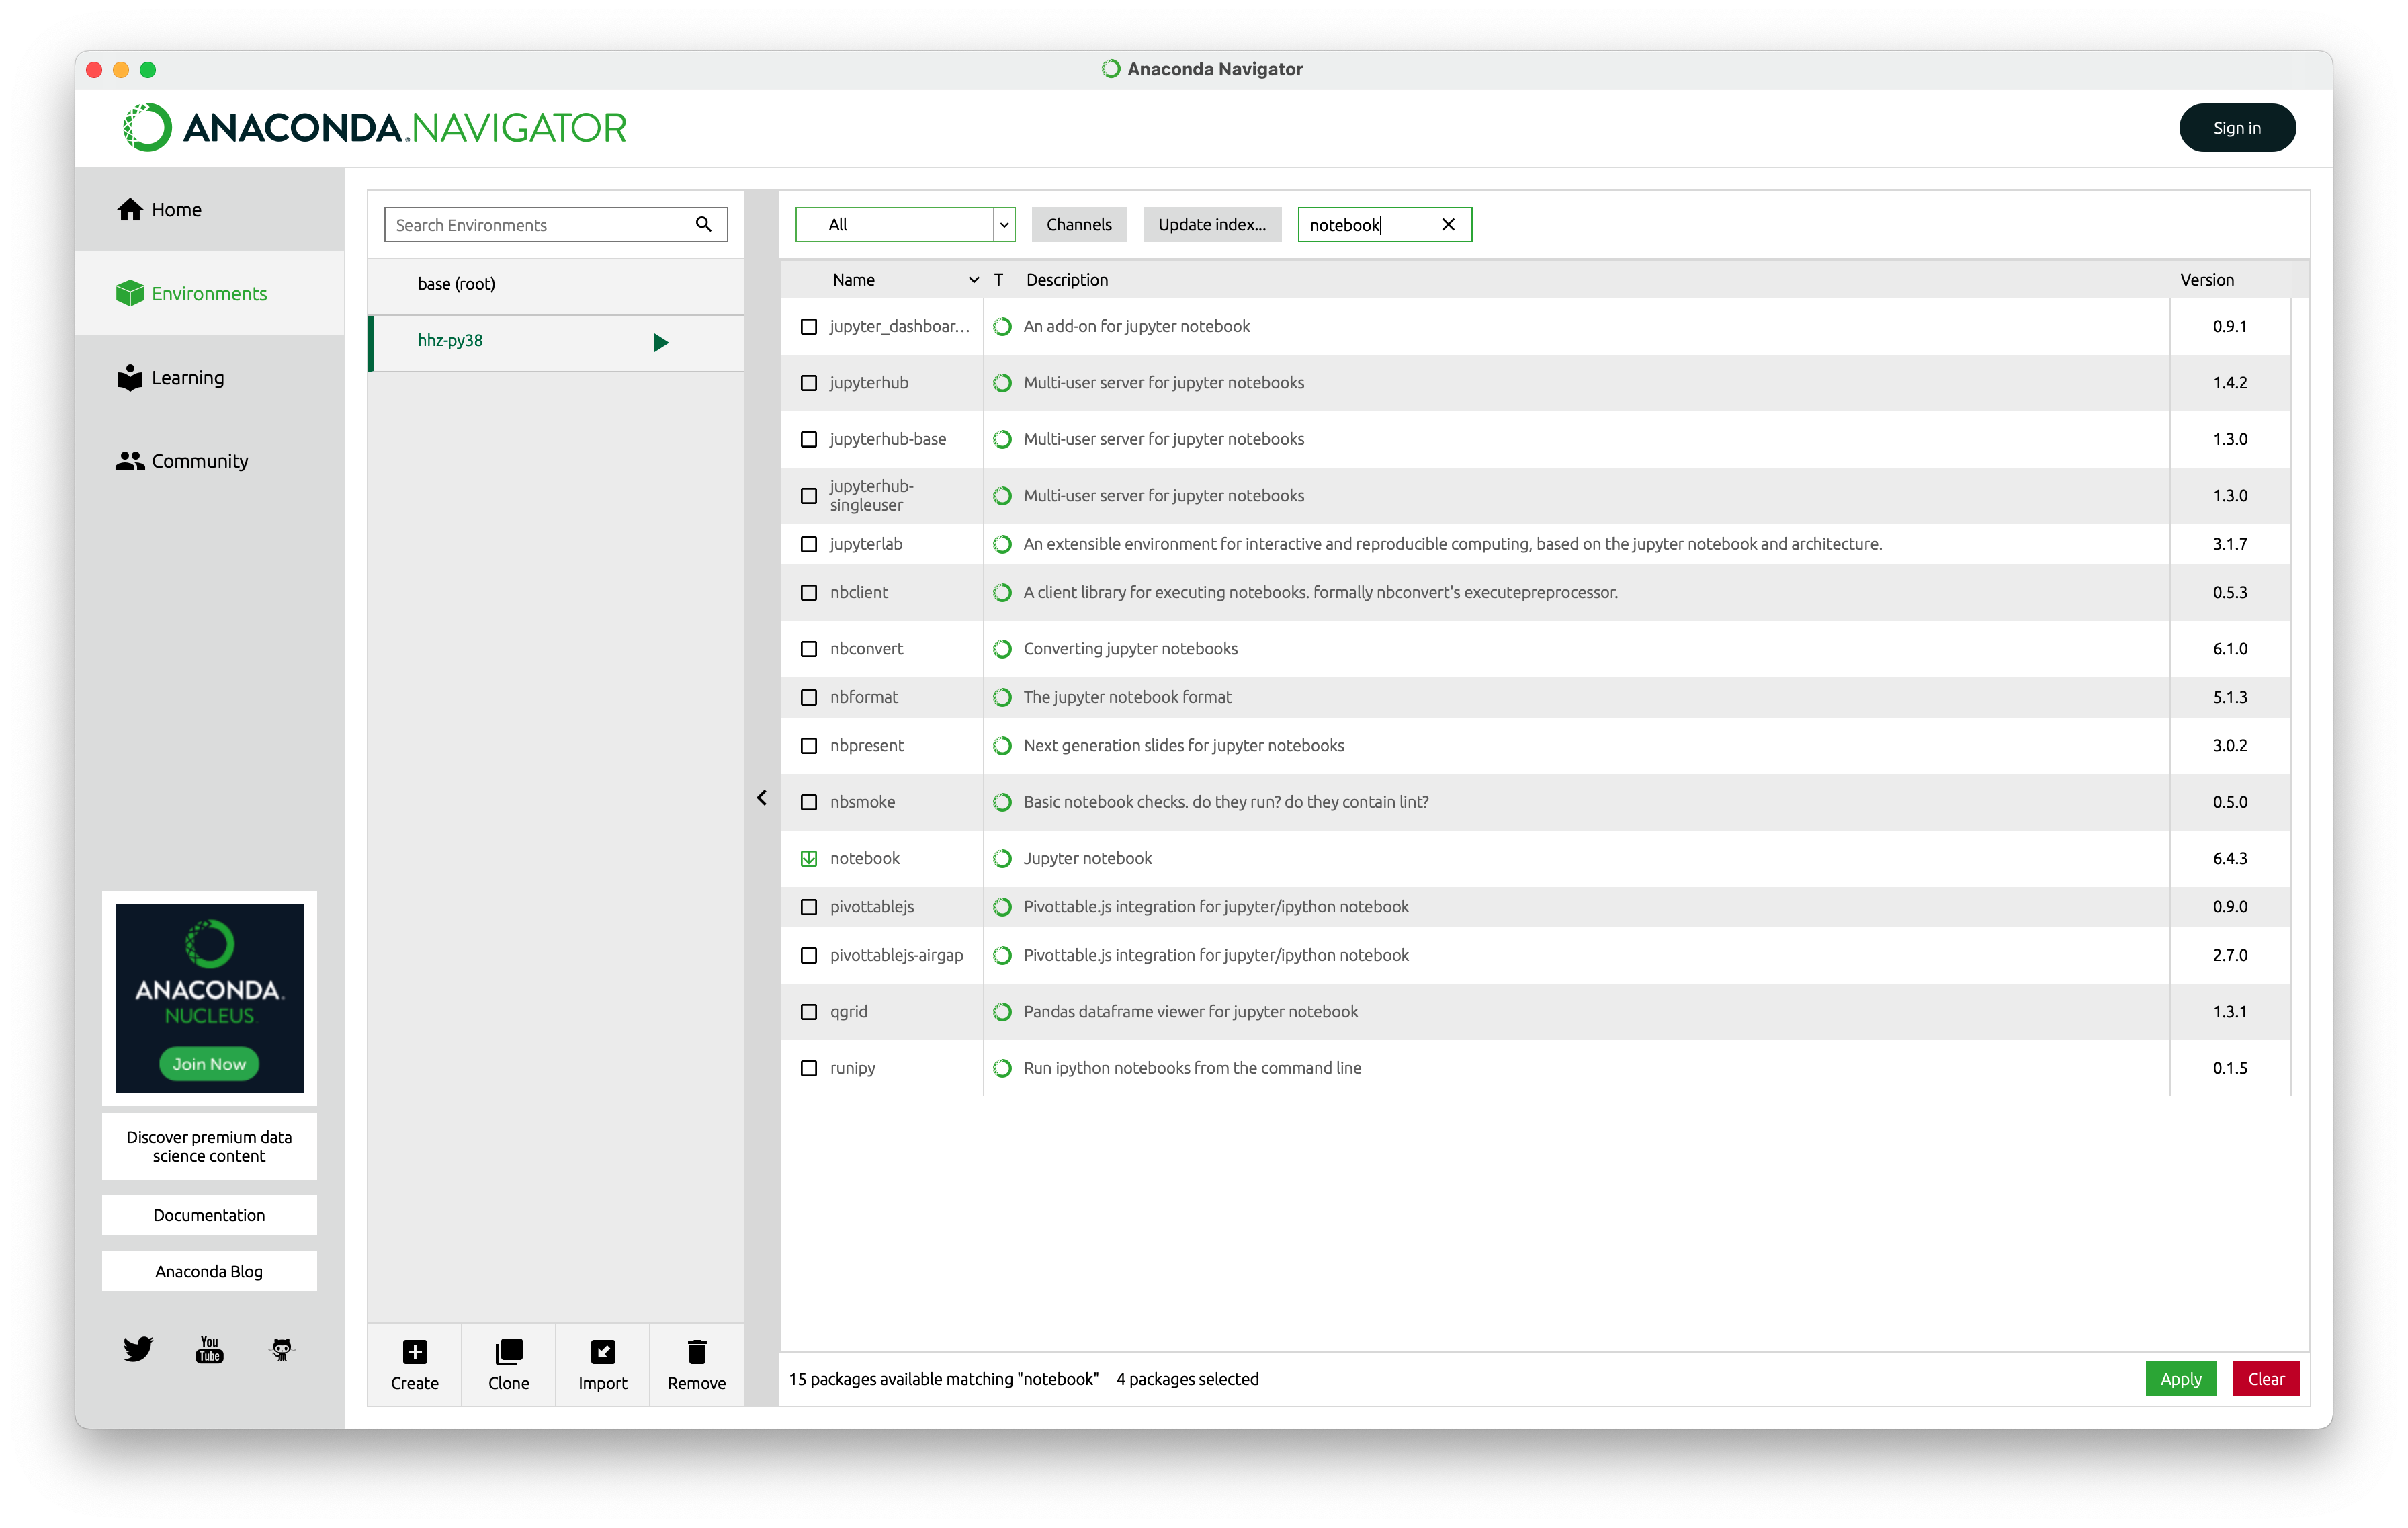 Anaconda Navigator
ANACONDA.NAVIGATOR
Sign in
Home
Environments
Learning
Community
ANACONDA.
NUCLEUS
Join Now
Discover premium data
science content
Documentation
Anaconda Blog
You
Tube
Search Environments
base (root)
hhz-py38
Create
Clone
Import
Remove
All
Channels
Update index...
notebook
Name
T
Description
Version
jupyter_dashboar... An add-on for jupyter notebook 0.9.1
jupyterhub Multi-user server for jupyter notebooks 1.4.2
jupyterhub-base Multi-user server for jupyter notebooks 1.3.0
jupyterhub-
singleuser Multi-user server for jupyter notebooks 1.3.0
jupyterlab An extensible environment for interactive and reproducible computing, based on the jupyter notebook and architecture. 3.1.7
nbclient A client library for executing notebooks. formally nbconvert's executepreprocessor. 0.5.3
nbconvert Converting jupyter notebooks 6.1.0
nbformat The jupyter notebook format 5.1.3
nbpresent Next generation slides for jupyter notebooks 3.0.2
nbsmoke Basic notebook checks. do they run? do they contain lint? 0.5.0
notebook Jupyter notebook 6.4.3
pivottablejs Pivottable.js integration for jupyter/ipython notebook 0.9.0
pivottablejs-airgap Pivottable.js integration for jupyter/ipython notebook 2.7.0
qgrid Pandas dataframe viewer for jupyter notebook 1.3.1
runipy Run ipython notebooks from the command line 0.1.5
15 packages available matching "notebook" 4 packages selected
Apply
Clear